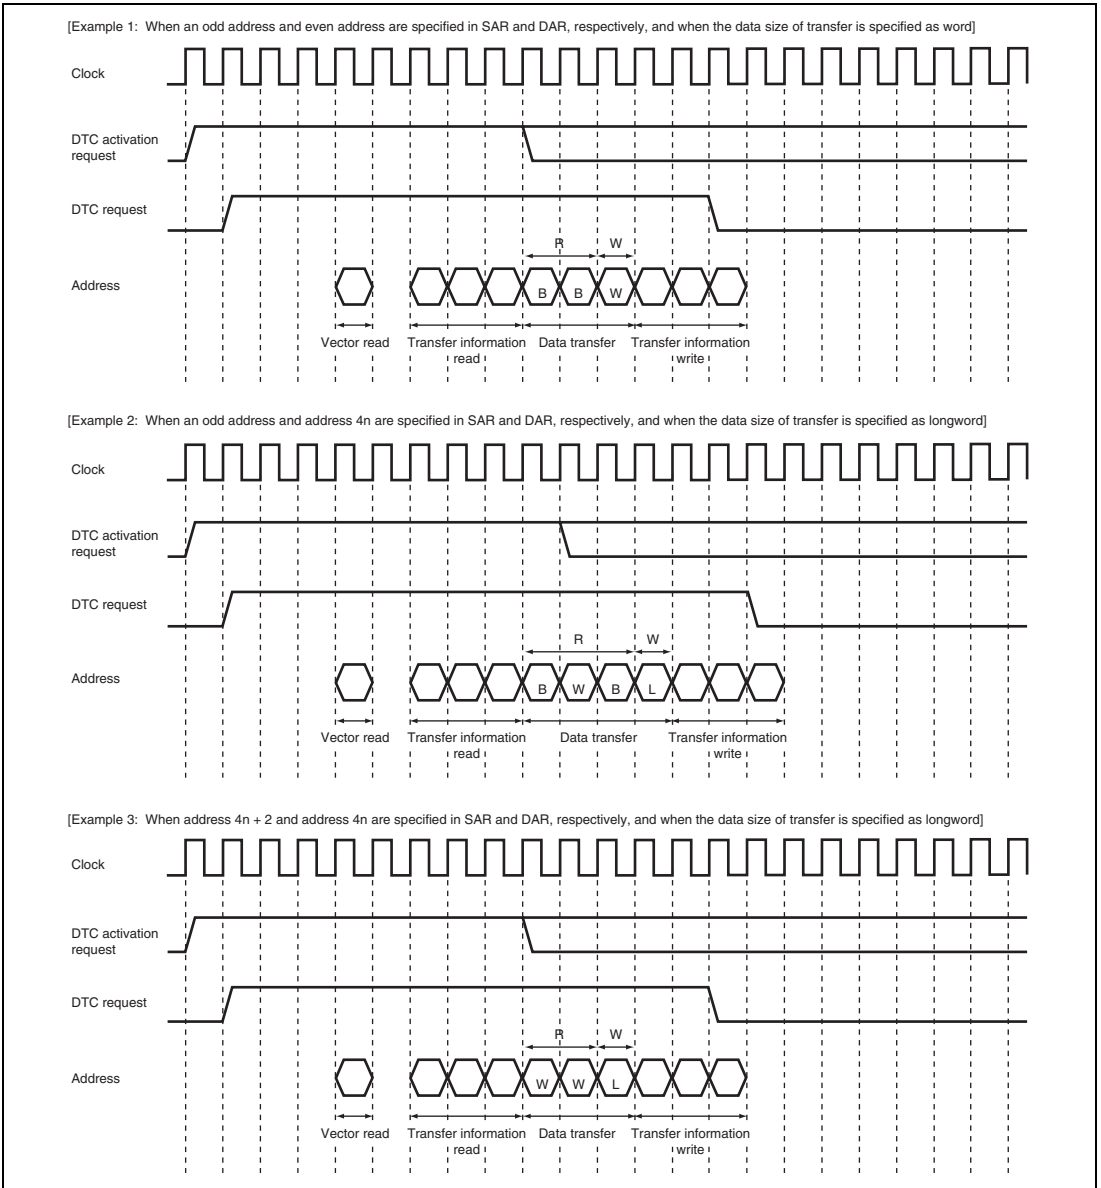 [Example 1: When an odd address and even address are specified in SAR and DAR, respectively, and when the data size of transfer is specified as word]
Clock
DTC activation
request
DTC request
R W
Address
B B W
Vector read Transfer information Data transfer Transfer information
read write
[Example 2: When an odd address and address 4n are specified in SAR and DAR, respectively, and when the data size of transfer is specified as longword]
Clock
DTC activation
request
DTC request
R W
Address
B W B L
Vector read Transfer information Data transfer Transfer information
read write
[Example 3: When address 4n + 2 and address 4n are specified in SAR and DAR, respectively, and when the data size of transfer is specified as longword]
Clock
DTC activation
request
DTC request
R W
Address
W W L
Vector read Transfer information Data transfer Transfer information
read write